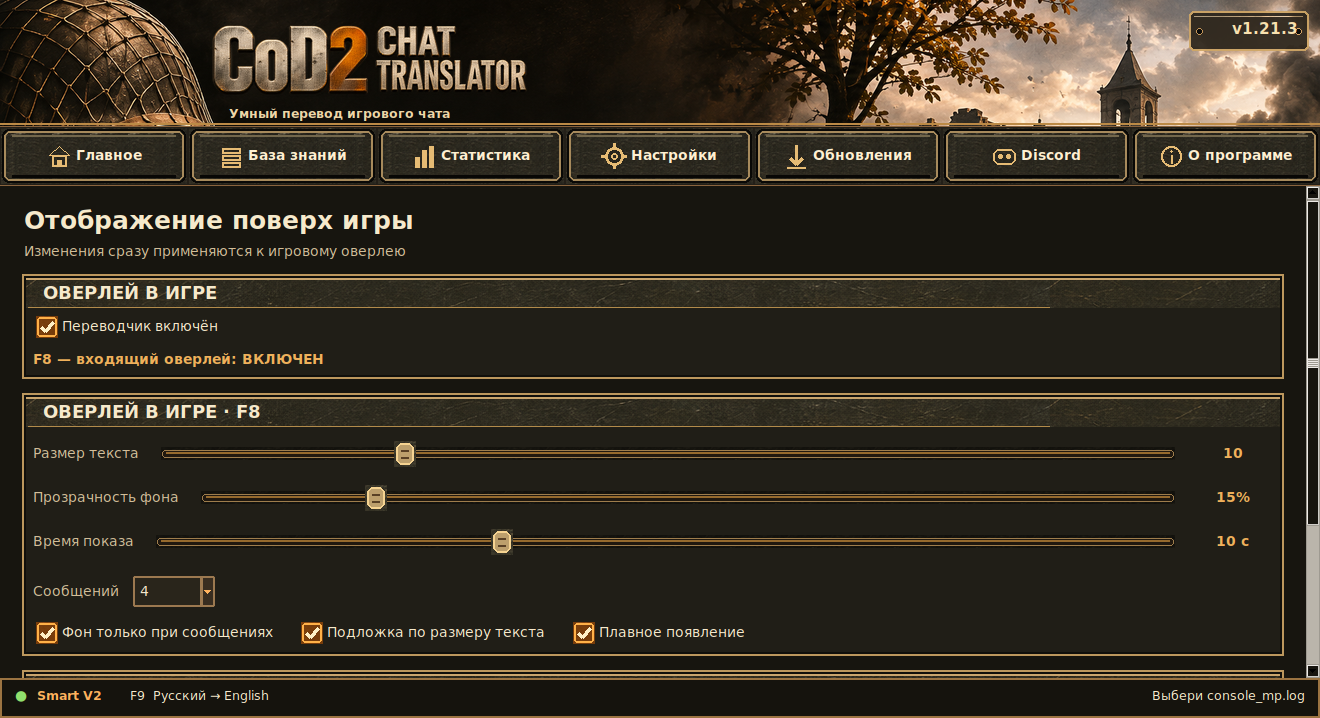 CoD2 CHAT TRANSLATOR
Умный перевод игрового чата
v1.21.3
Главное
База знаний
Статистика
Настройки
Обновления
Discord
О программе
Отображение поверх игры
Изменения сразу применяются к игровому оверлею
ОВЕРЛЕЙ В ИГРЕ
Переводчик включён
F8 — входящий оверлей: ВКЛЮЧЕН
ОВЕРЛЕЙ В ИГРЕ · F8
Размер текста 10
Прозрачность фона 15%
Время показа 10 с
Сообщений 4
Фон только при сообщениях Подложка по размеру текста Плавное появление
Smart V2 F9 Русский → English Выбери console_mp.log